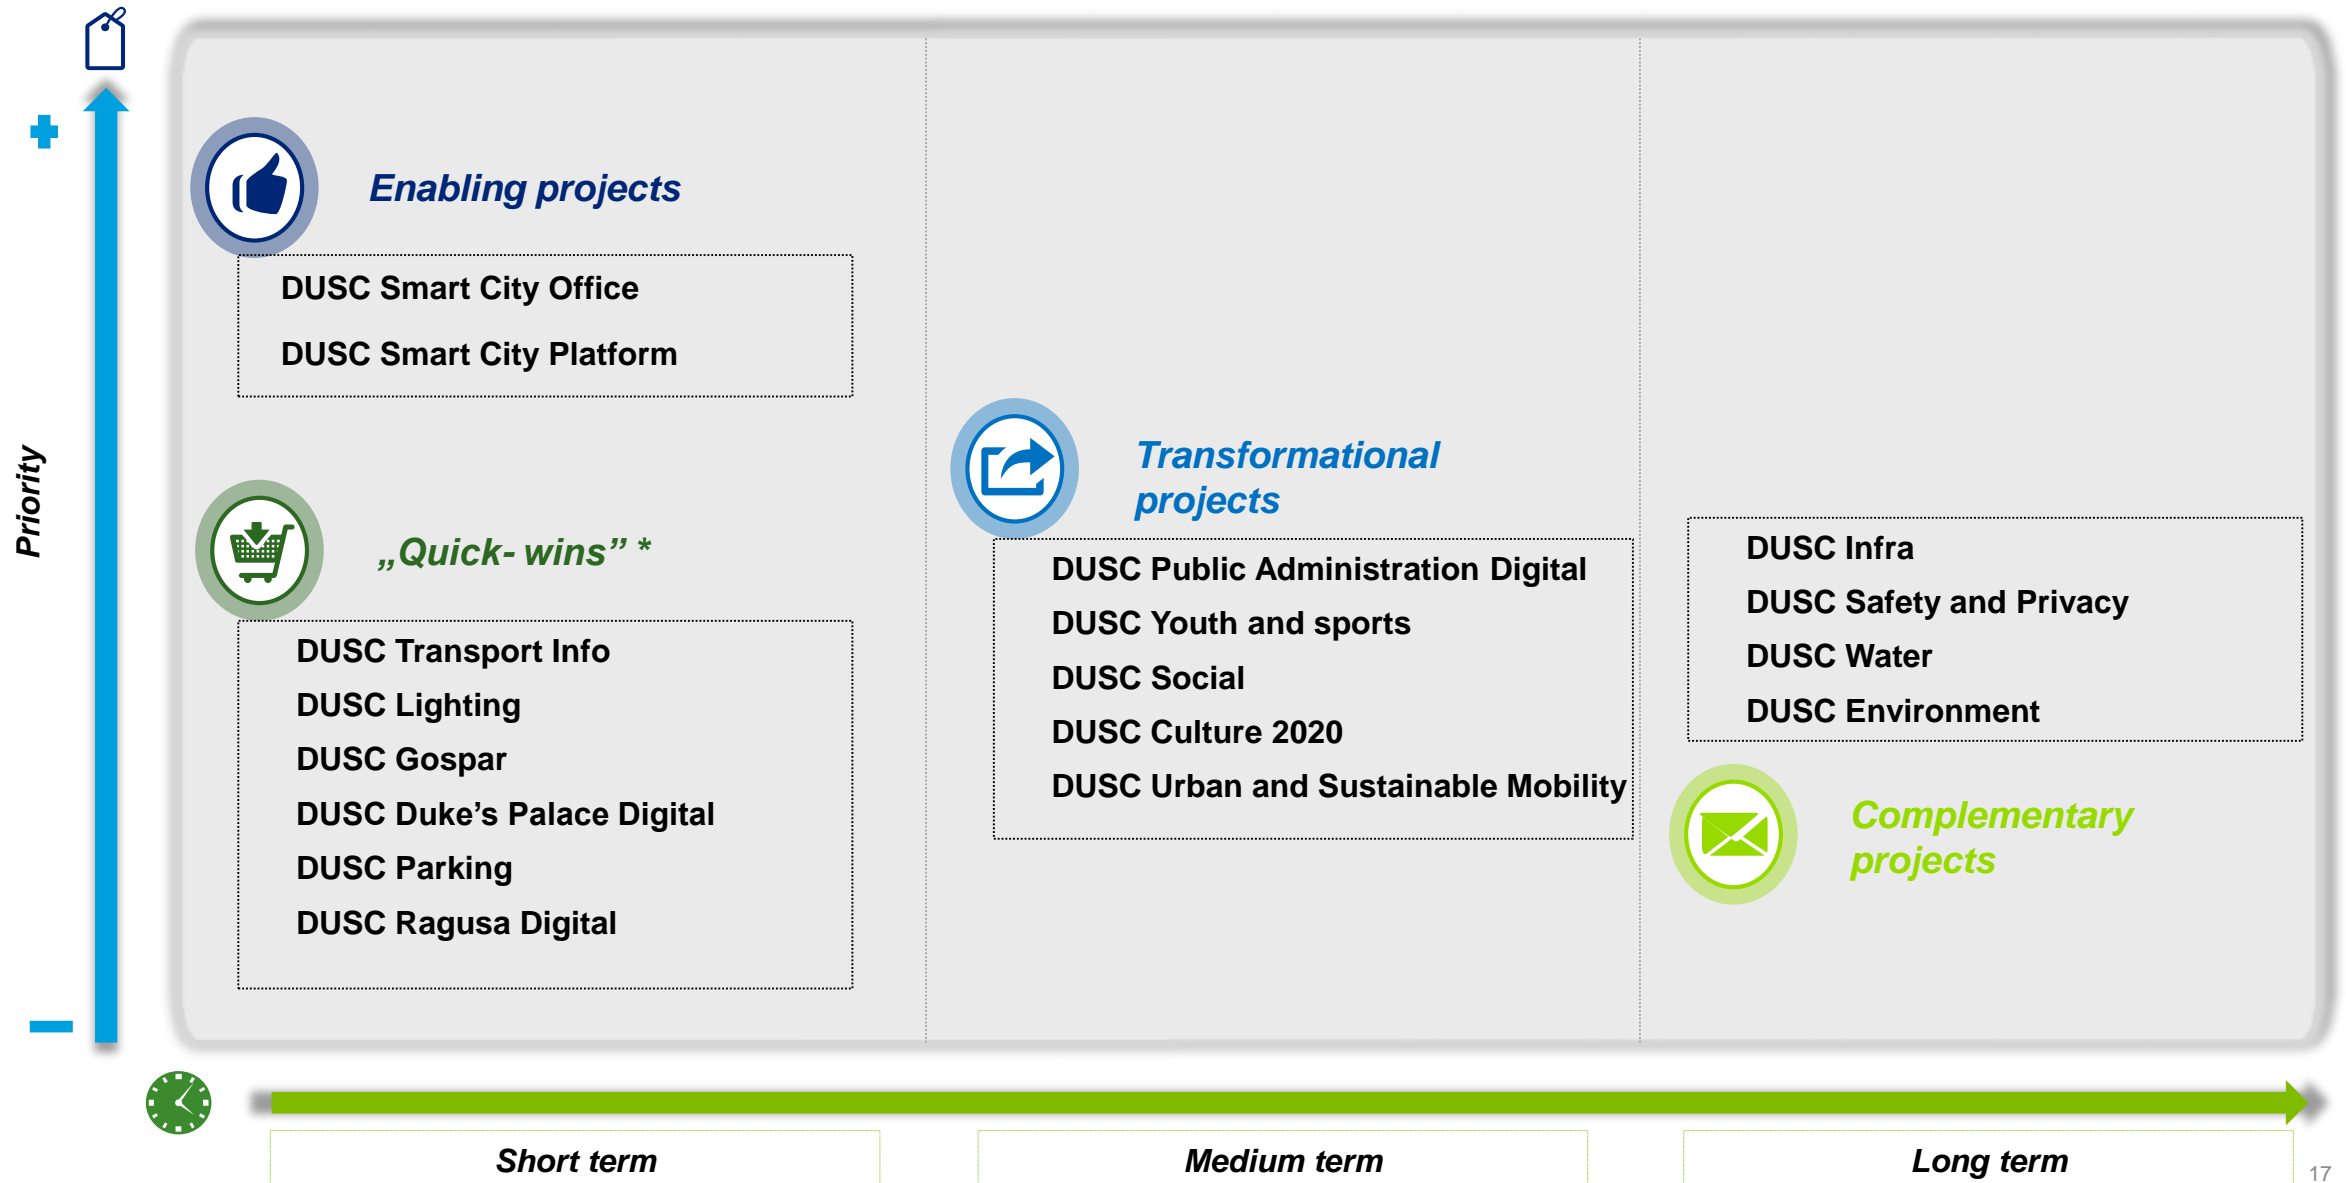 Priority
Enabling projects
DUSC Smart City Office
DUSC Smart City Platform
„Quick- wins” *
DUSC Transport Info
DUSC Lighting
DUSC Gospar
DUSC Duke’s Palace Digital
DUSC Parking
DUSC Ragusa Digital
Transformational
projects
DUSC Public Administration Digital
DUSC Youth and sports
DUSC Social
DUSC Culture 2020
DUSC Urban and Sustainable Mobility
DUSC Infra
DUSC Safety and Privacy
DUSC Water
DUSC Environment
Complementary
projects
Short term
Medium term
Long term
17